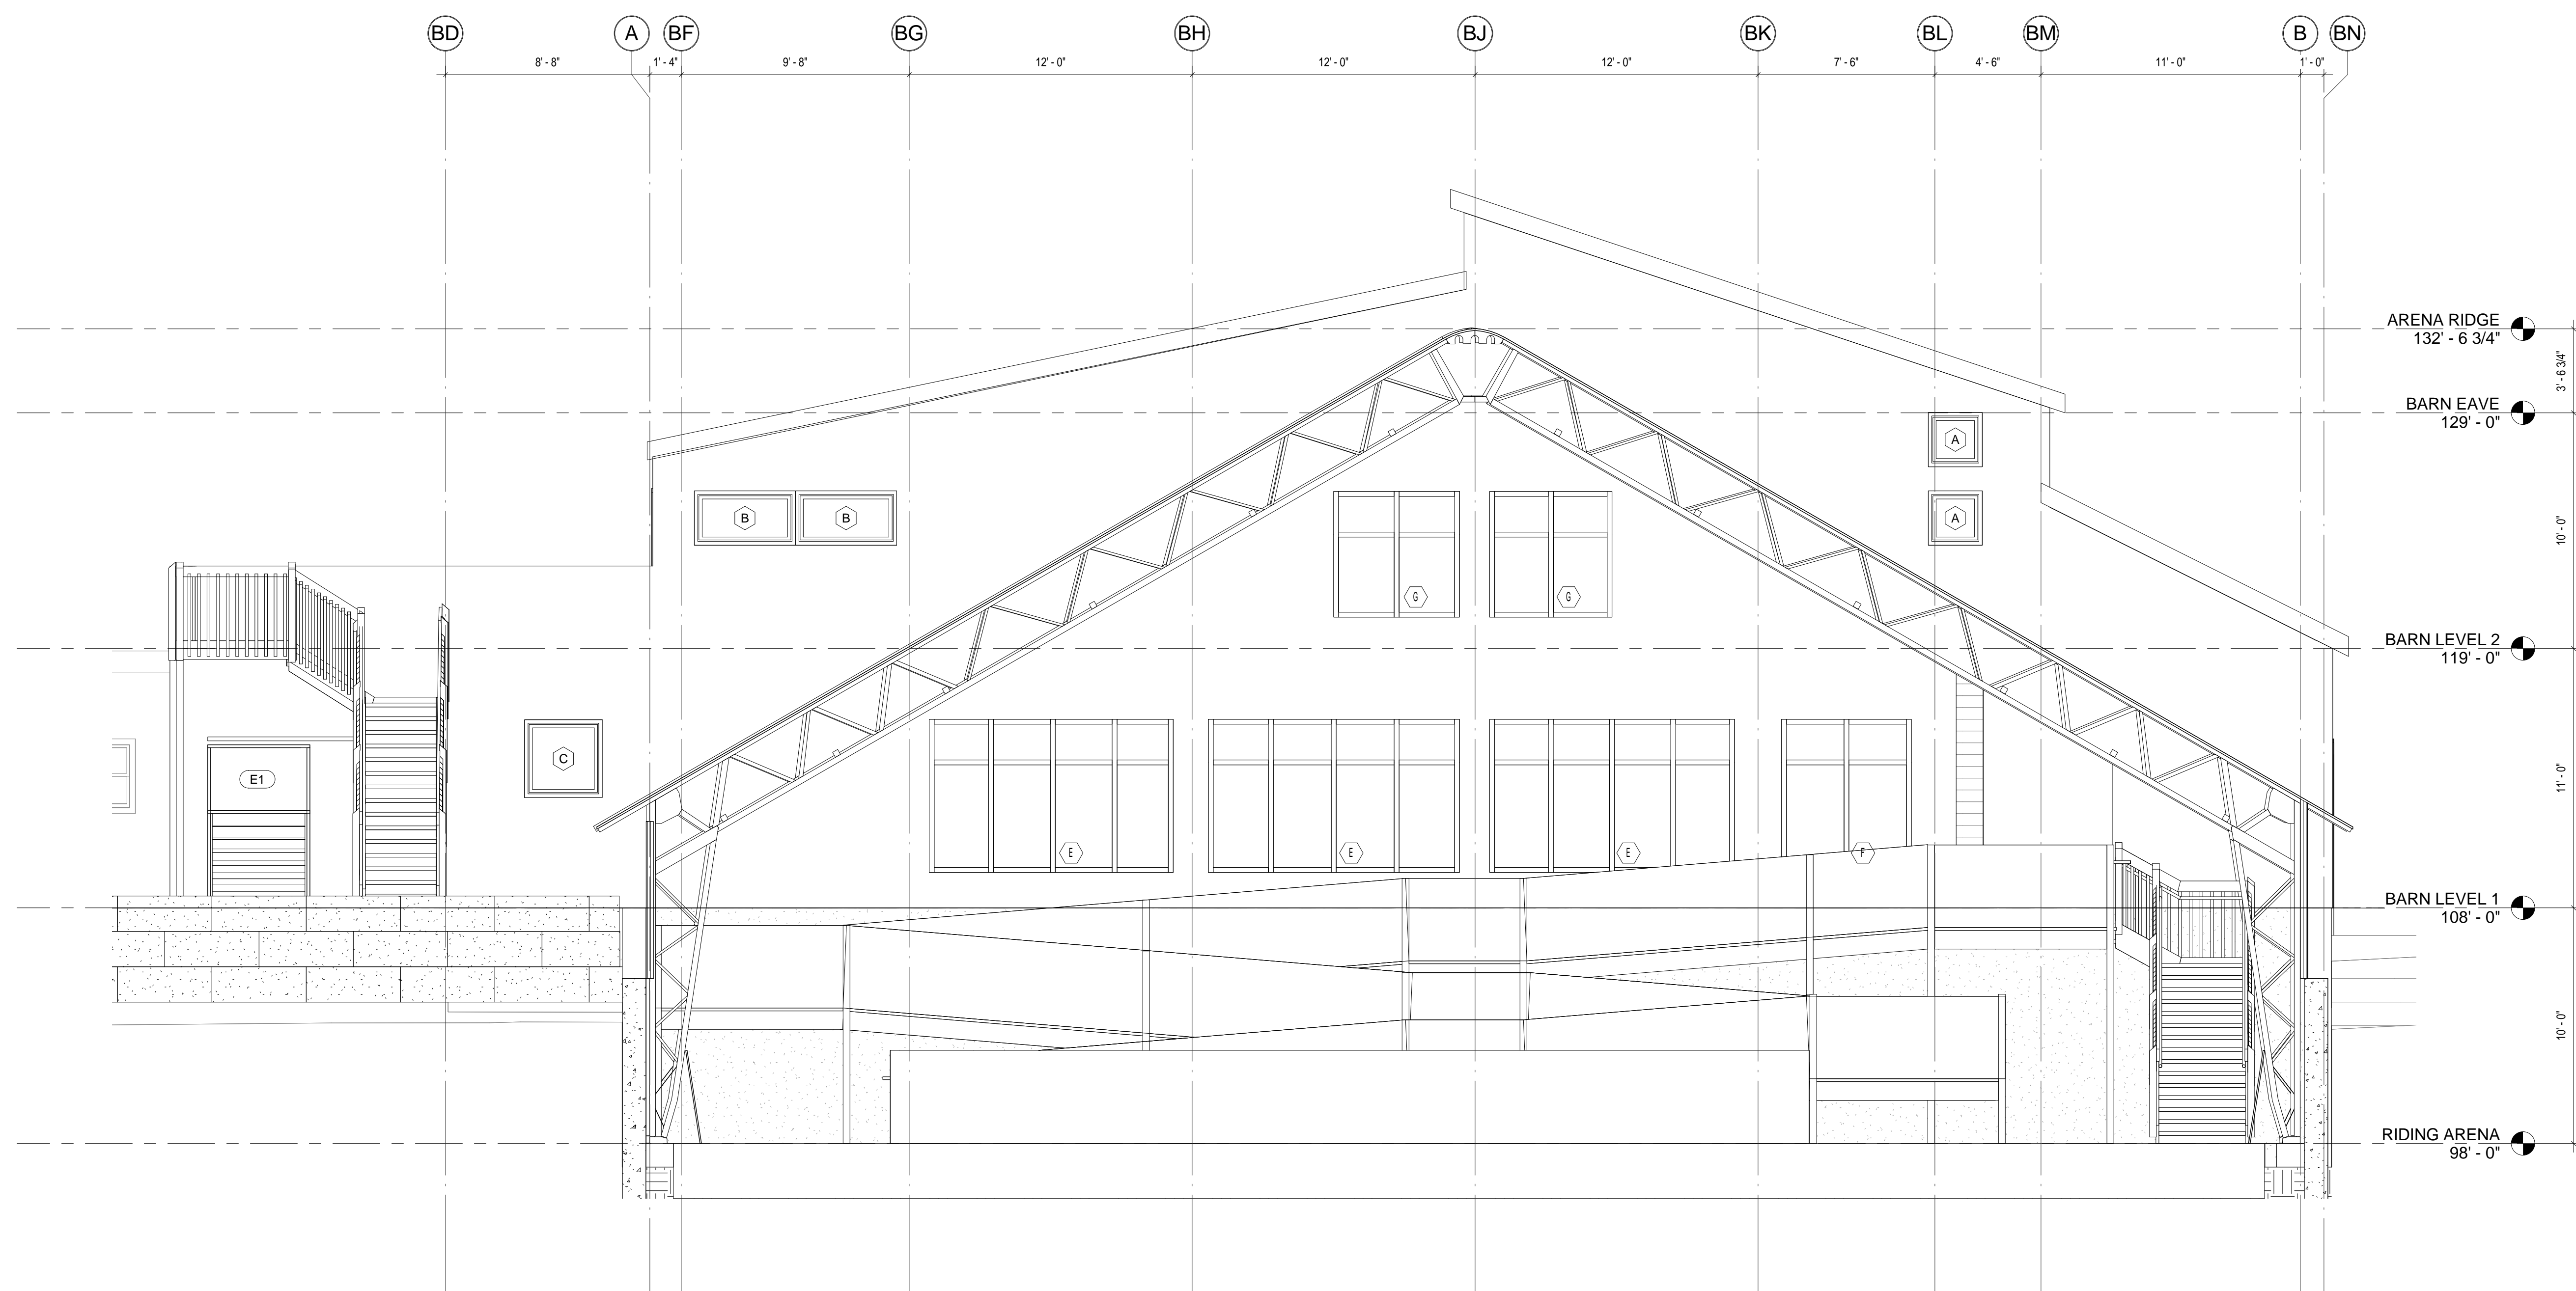 BD A BF BG BH BJ BK BL BM B BN
8' - 8" 1' - 4" 9' - 8" 12' - 0" 12' - 0" 12' - 0" 7' - 6" 4' - 6" 11' - 0" 1' - 0"
ARENA RIDGE
132' - 6 3/4"
3' - 6 3/4"
BARN EAVE
129' - 0"
A
B B A
10' - 0"
G G
BARN LEVEL 2
119' - 0"
C
E1
11' - 0"
E E E F
BARN LEVEL 1
108' - 0"
10' - 0"
RIDING ARENA
98' - 0"